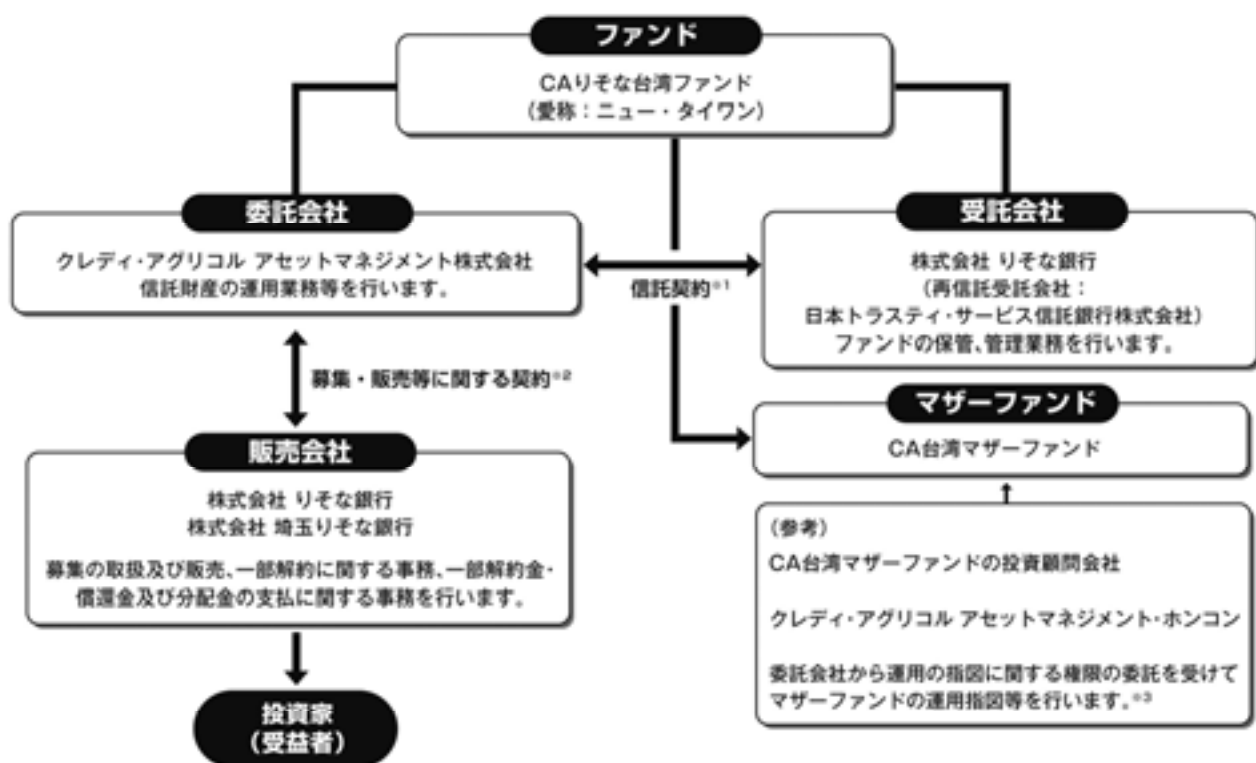 ファンド
CAりそな台湾ファンド
(愛称：ニュー・タイワン)
委託会社
クレディ・アグリコル アセットマネジメント株式会社
信託財産の運用業務等を行います。
信託契約※1
受託会社
株式会社 りそな銀行
(再信託受託会社：
日本トラスティ・サービス信託銀行株式会社)
ファンドの保管、管理業務を行います。
募集・販売等に関する契約※2
マザーファンド
CA台湾マザーファンド
販売会社
株式会社 りそな銀行
株式会社 埼玉りそな銀行
募集の取扱及び販売、一部解約に関する事務、一部解約金・
償還金及び分配金の支払に関する事務を行います。
(参考)
CA台湾マザーファンドの投資顧問会社
クレディ・アグリコル アセットマネジメント・ホンコン
委託会社から運用の指図に関する権限の委託を受けて
マザーファンドの運用指図等を行います。※3
投資家
(受益者)